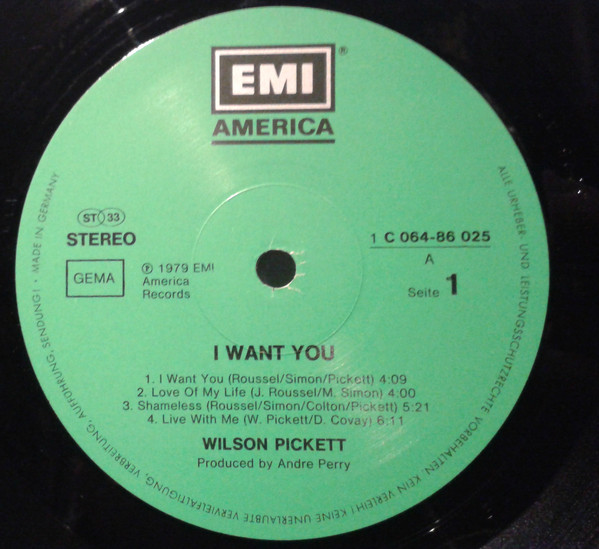 EMI
®
AMERICA
ST 33
STEREO
GEMA
℗ 1979 EMI
America
Records
1 C 064-86 025
A
Seite 1
I WANT YOU
1. I Want You (Roussel/Simon/Pickett) 4:09
2. Love Of My Life (J. Roussel/M. Simon) 4:00
3. Shameless (Roussel/Simon/Colton/Pickett) 5:21
4. Live With Me (W. Pickett/D. Covay) 6:11
WILSON PICKETT
Produced by Andre Perry
ALLE URHEBER- UND LEISTUNGSSCHUTZRECHTE VORBEHALTEN. KEIN VERLEIH! KEINE UNERLAUBTE VERVIELFÄLTIGUNG, VERBREITUNG, AUFFÜHRUNG, SENDUNG! • MADE IN GERMANY